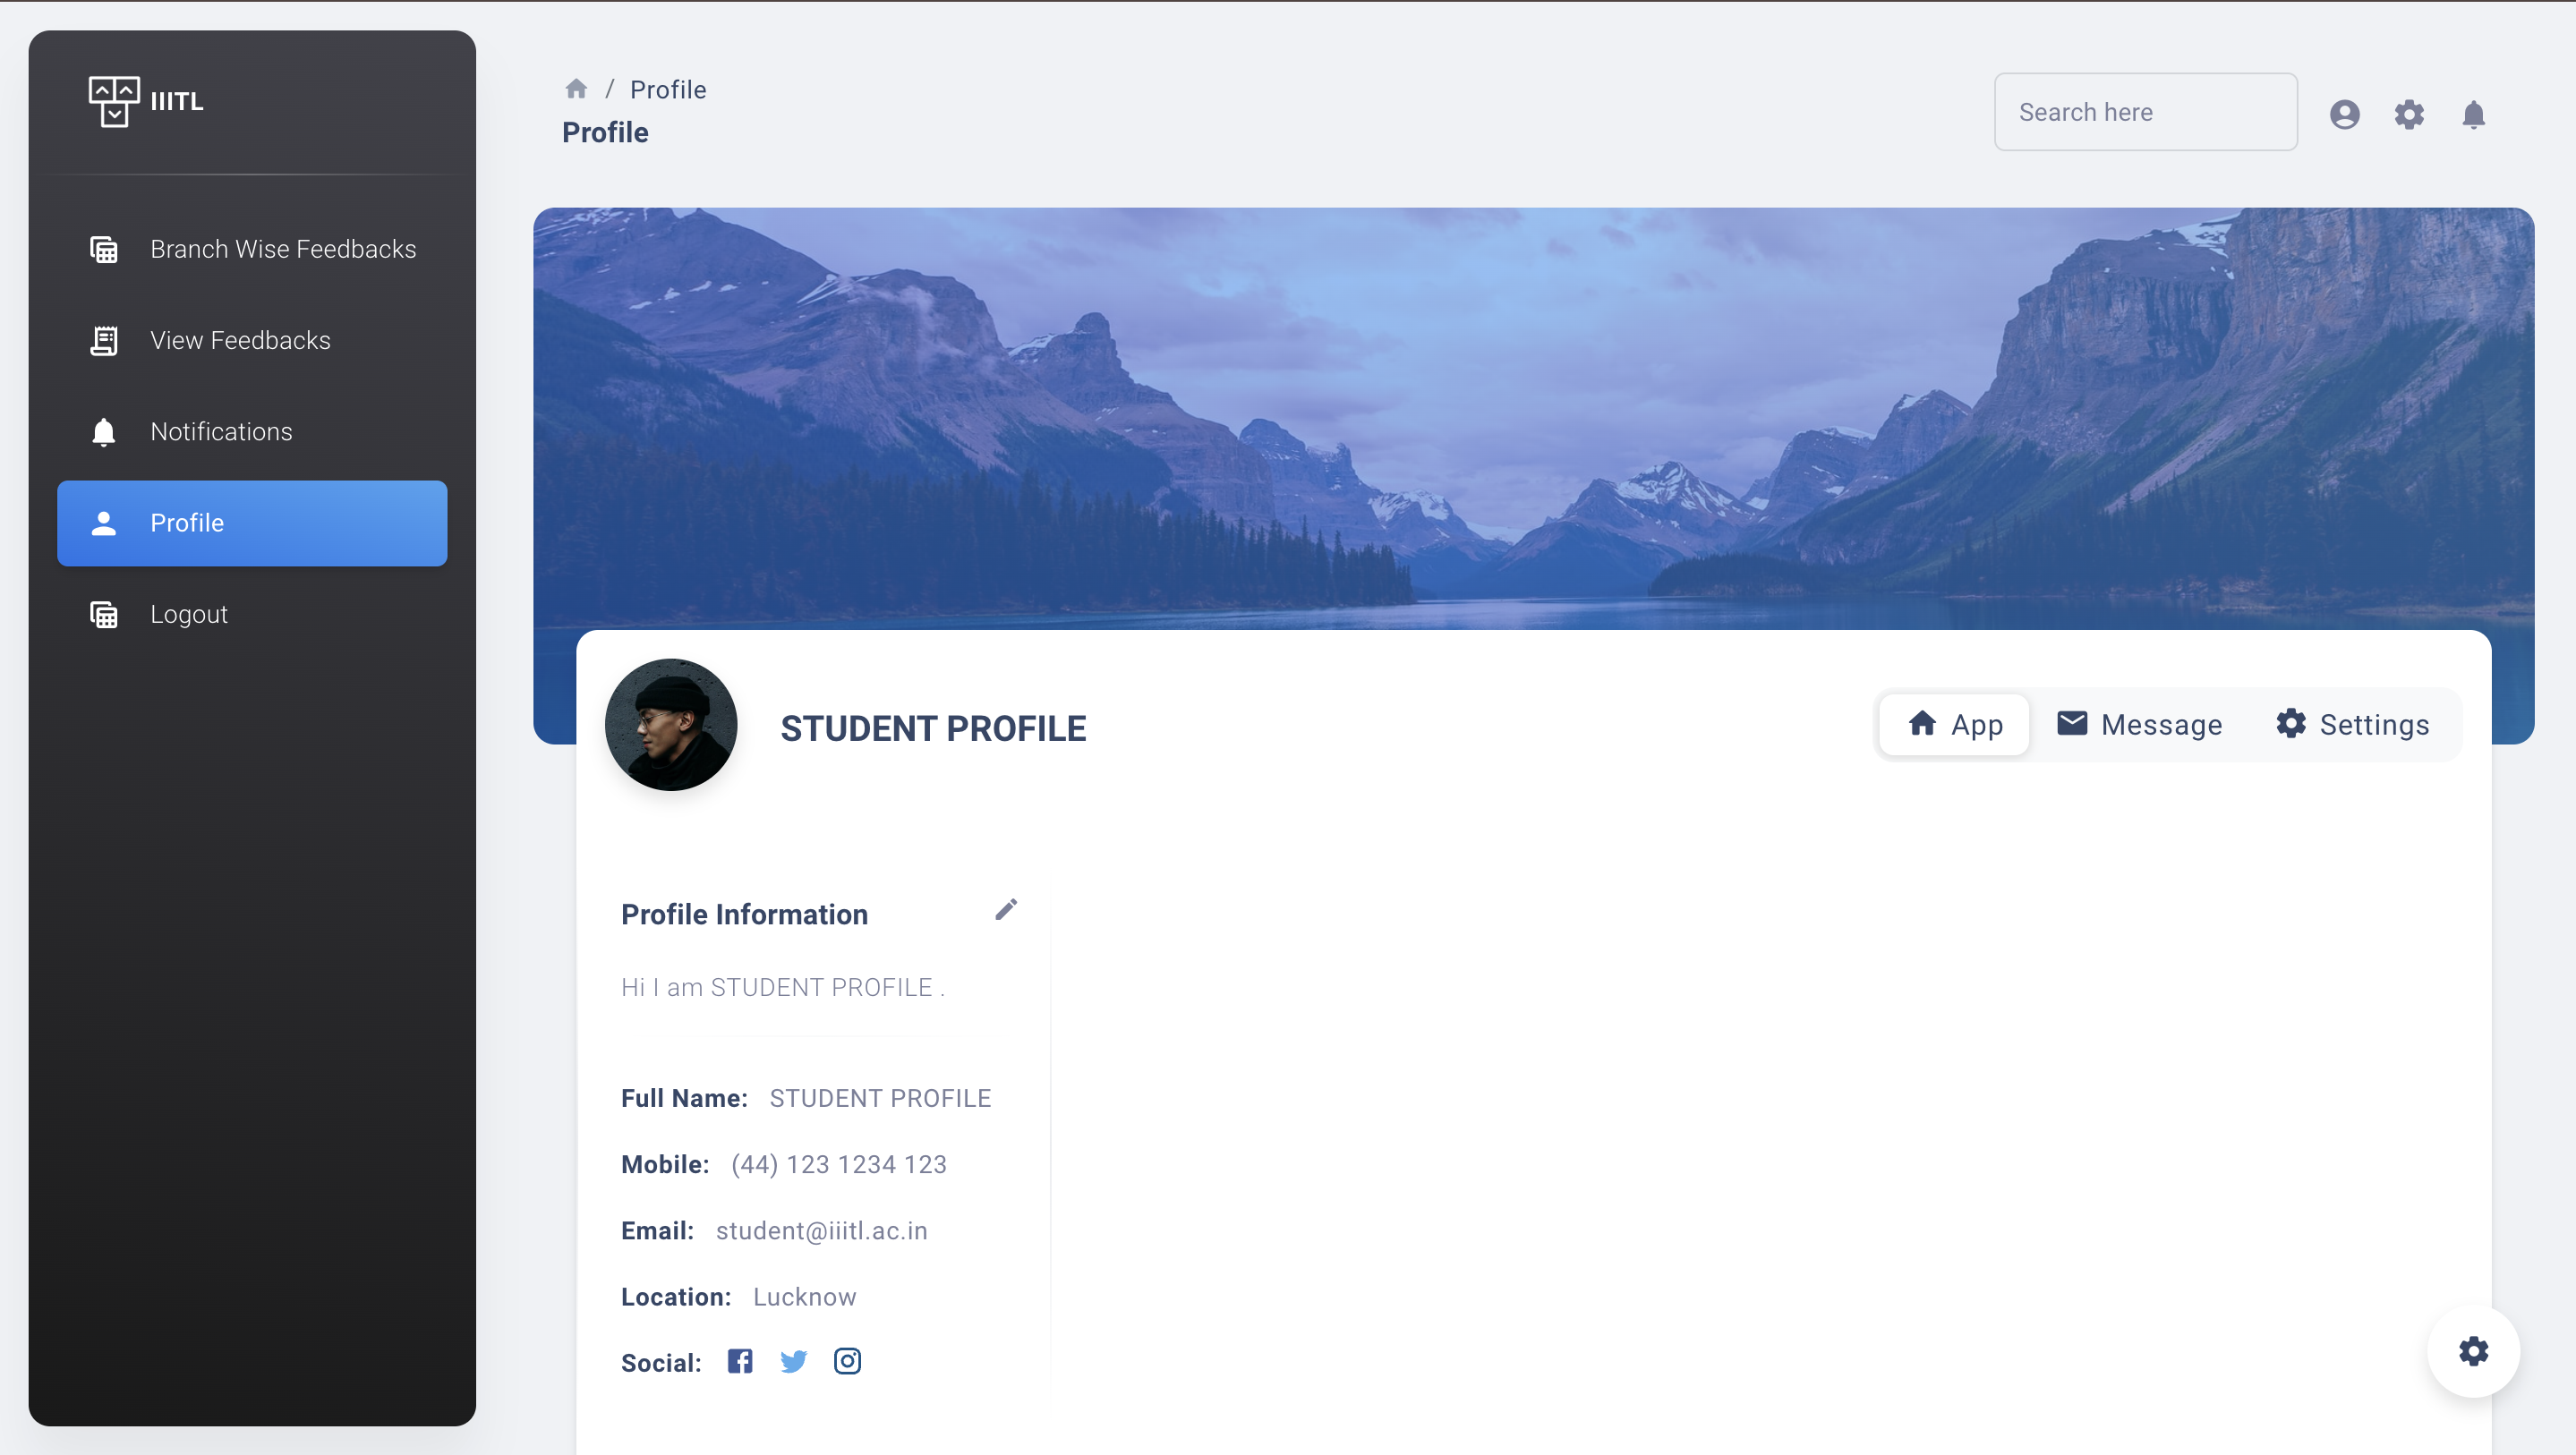 IIITL
Branch Wise Feedbacks
View Feedbacks
Notifications
Profile
Logout
/ Profile
Profile
Search here
STUDENT PROFILE
App Message Settings
Profile Information
Hi I am STUDENT PROFILE .
Full Name: STUDENT PROFILE
Mobile: (44) 123 1234 123
Email: student@iiitl.ac.in
Location: Lucknow
Social: